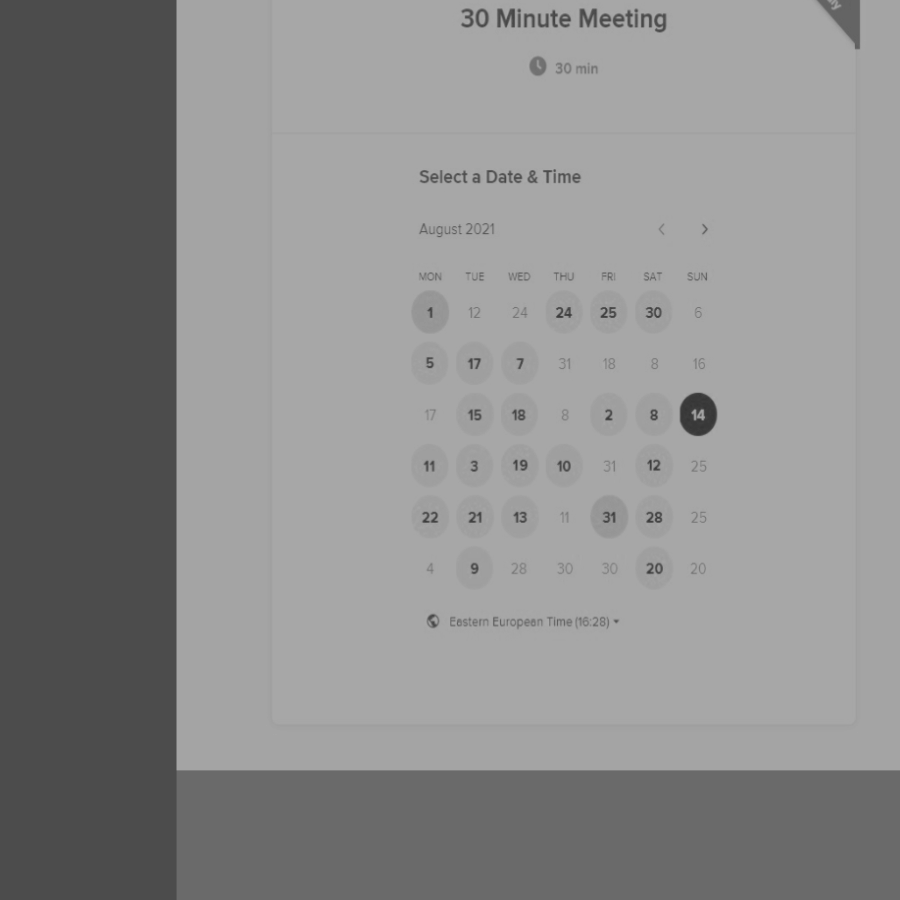 30 Minute Meeting
30 min
Select a Date & Time
August 2021
MON TUE WED THU FRI SAT SUN
1 12 24 24 25 30 6
5 17 7 31 18 8 16
17 15 18 8 2 8 14
11 3 19 10 31 12 25
22 21 13 11 31 28 25
4 9 28 30 30 20 20
Eastern European Time (16:28)